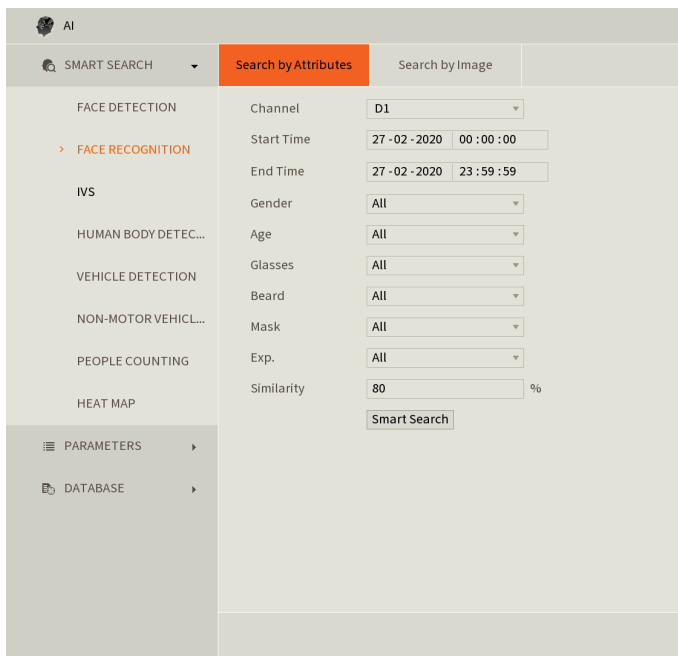 AI
SMART SEARCH
FACE DETECTION
> FACE RECOGNITION
IVS
HUMAN BODY DETEC...
VEHICLE DETECTION
NON-MOTOR VEHICL...
PEOPLE COUNTING
HEAT MAP
PARAMETERS
DATABASE
Search by Attributes Search by Image
Channel D1
Start Time 27 - 02 - 2020 00 : 00 : 00
End Time 27 - 02 - 2020 23 : 59 : 59
Gender All
Age All
Glasses All
Beard All
Mask All
Exp. All
Similarity 80 %
Smart Search